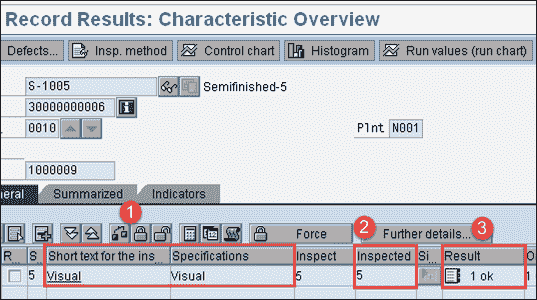 Record Results: Characteristic Overview
Defects... Insp. method Control chart Histogram Run values (run chart)
S-1005 Semifinished-5
30000000006
0010 Plnt N001
1000009
neral Summarized Indicators
1 2 3
Force Further details...
R... S Short text for the ins... Specifications Inspect Inspected Si... Result O
5 Visual Visual 5 5 1 ok 1